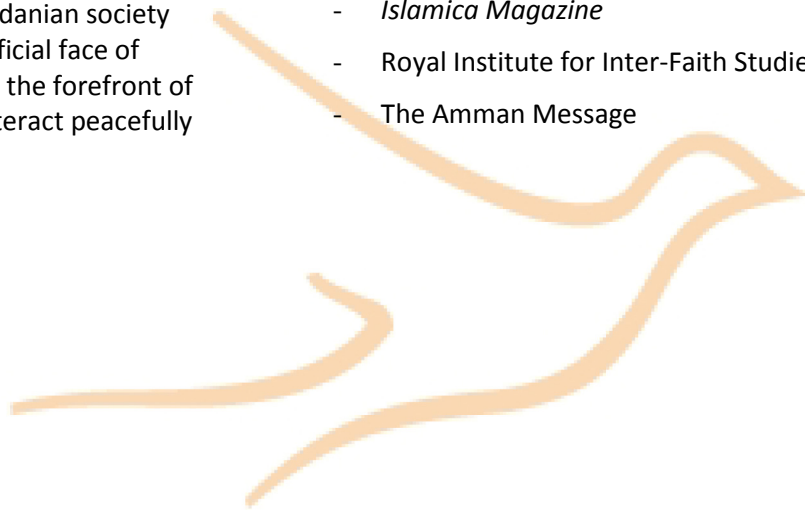 danian society
ficial face of
the forefront of
teract peacefully
- Islamica Magazine
- Royal Institute for Inter-Faith Studie
- The Amman Message